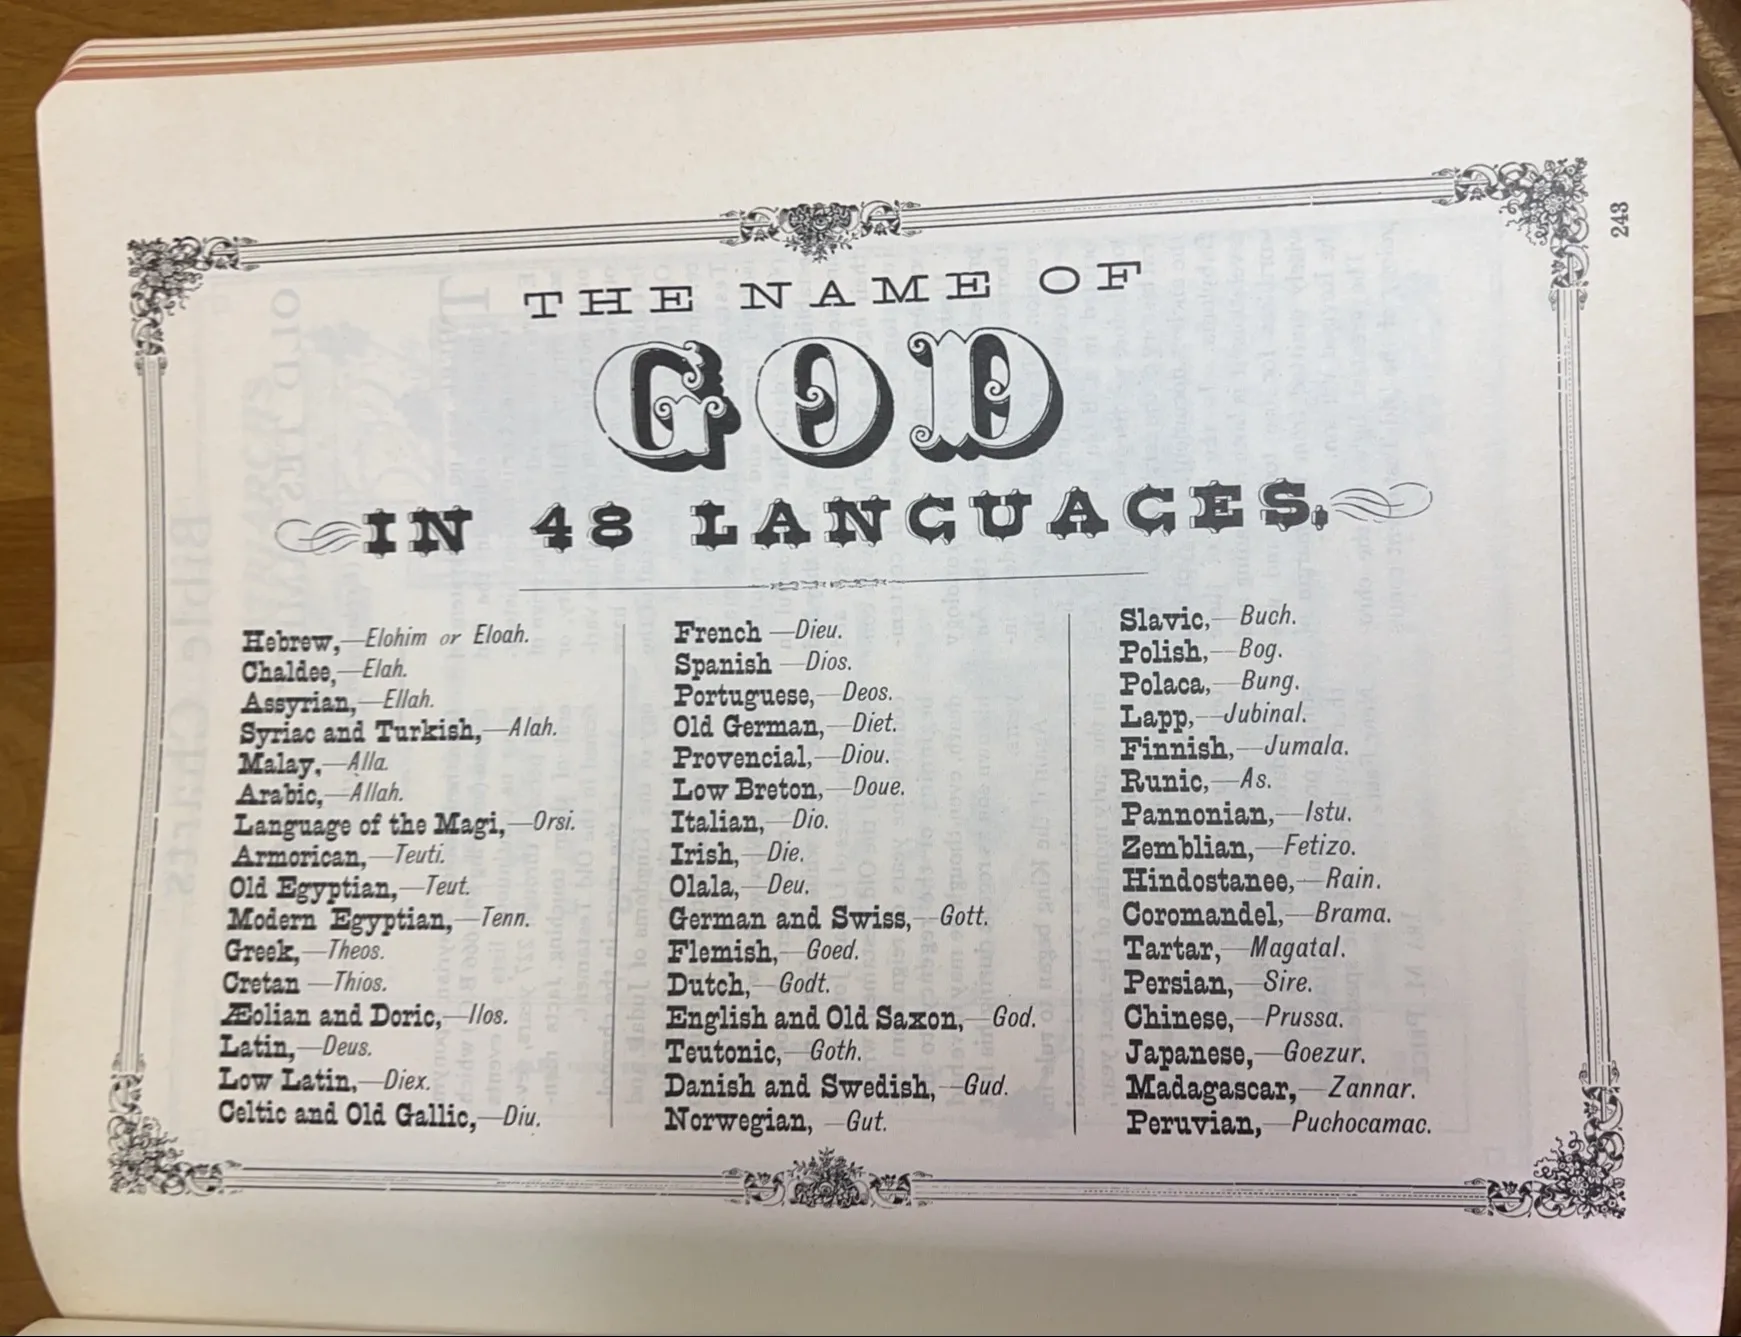 243
THE NAME OF
GOD
IN 48 LANGUAGES.
Hebrew,—Elohim or Eloah.
Chaldee,—Elah.
Assyrian,—Ellah.
Syriac and Turkish,—Alah.
Malay,—Alla.
Arabic,—Allah.
Language of the Magi,—Orsi.
Armorican,—Teuti.
Old Egyptian,—Teut.
Modern Egyptian,—Tenn.
Greek,—Theos.
Cretan—Thios.
Æolian and Doric,—Ilos.
Latin,—Deus.
Low Latin,—Diex.
Celtic and Old Gallic,—Diu.
French—Dieu.
Spanish—Dios.
Portuguese,—Deos.
Old German,—Diet.
Provencial,—Diou.
Low Breton,—Doue.
Italian,—Dio.
Irish,—Die.
Olala,—Deu.
German and Swiss,—Gott.
Flemish,—Goed.
Dutch,—Godt.
English and Old Saxon,—God.
Teutonic,—Goth.
Danish and Swedish,—Gud.
Norwegian,—Gut.
Slavic,—Buch.
Polish,—Bog.
Polaca,—Bung.
Lapp,—Jubinal.
Finnish,—Jumala.
Runic,—As.
Pannonian,—Istu.
Zemblian,—Fetizo.
Hindostanee,—Rain.
Coromandel,—Brama.
Tartar,—Magatal.
Persian,—Sire.
Chinese,—Prussa.
Japanese,—Goezur.
Madagascar,—Zannar.
Peruvian,—Puchocamac.